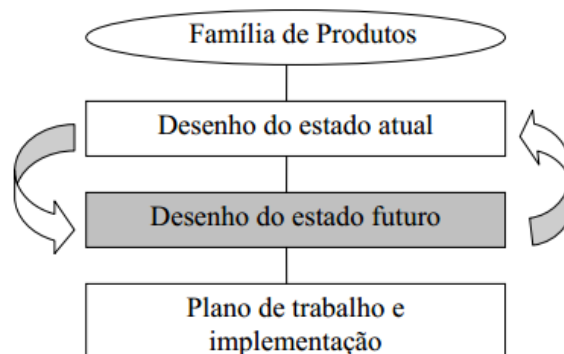 Família de Produtos
Desenho do estado atual
Desenho do estado futuro
Plano de trabalho e
implementação